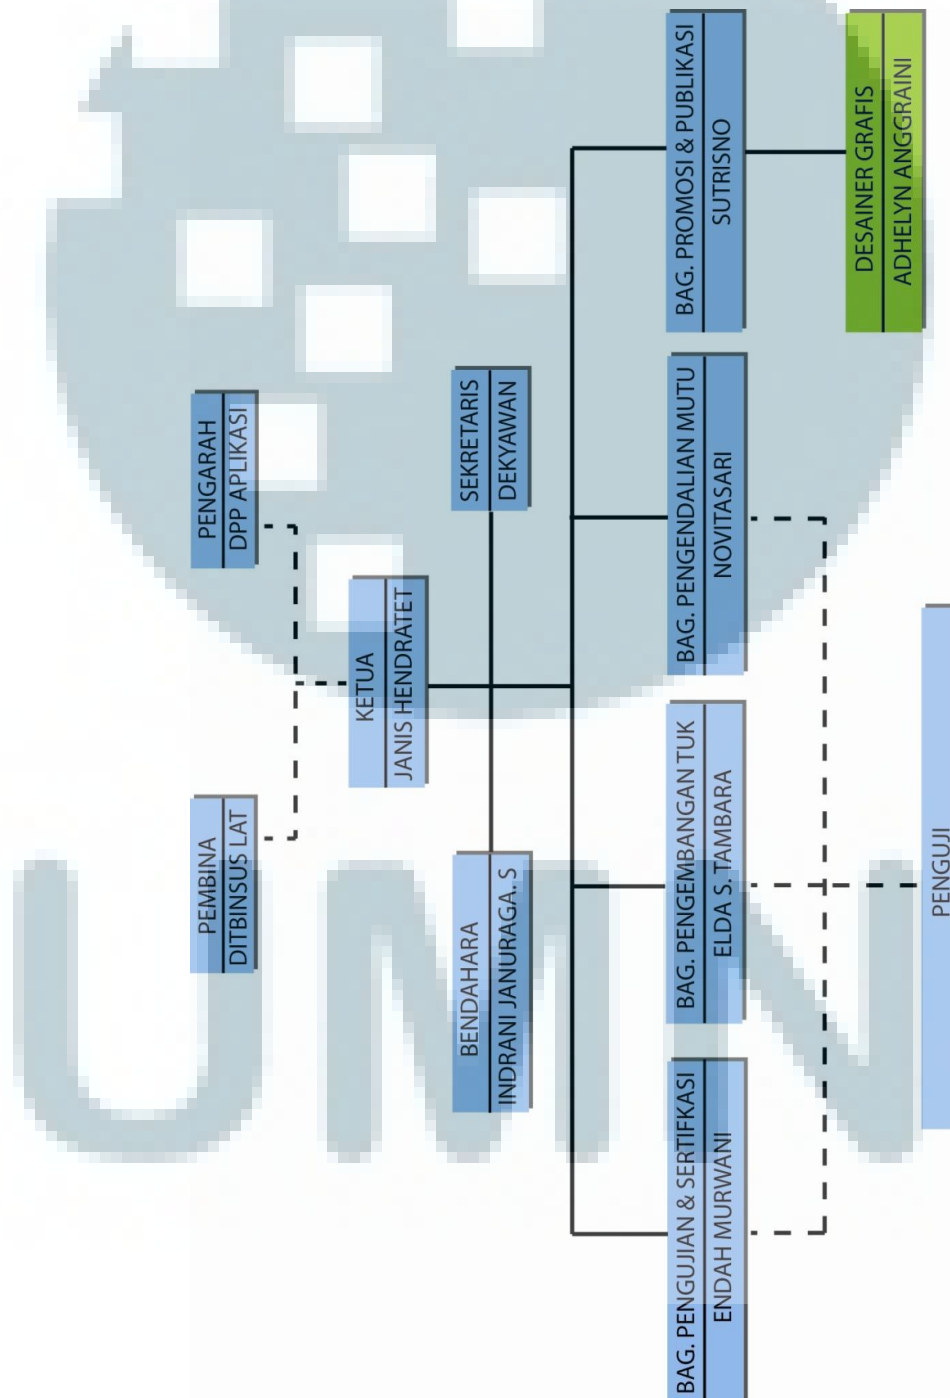 PEMBINA
DITBINSUS LAT
PENGARAH
DPP APLIKASI
KETUA
JANIS HENDRATET
BENDAHARA
INDRANI JANURAGA. S
SEKRETARIS
DEKYAWAN
BAG. PENGUJIAN & SERTIFKASI
ENDAH MURWANI
BAG. PENGEMBANGAN TUK
ELDA S. TAMBARA
BAG. PENGENDALIAN MUTU
NOVITASARI
BAG. PROMOSI & PUBLIKASI
SUTRISNO
PENGUJI
DESAINER GRAFIS
ADHELYN ANGGRAINI
UMN